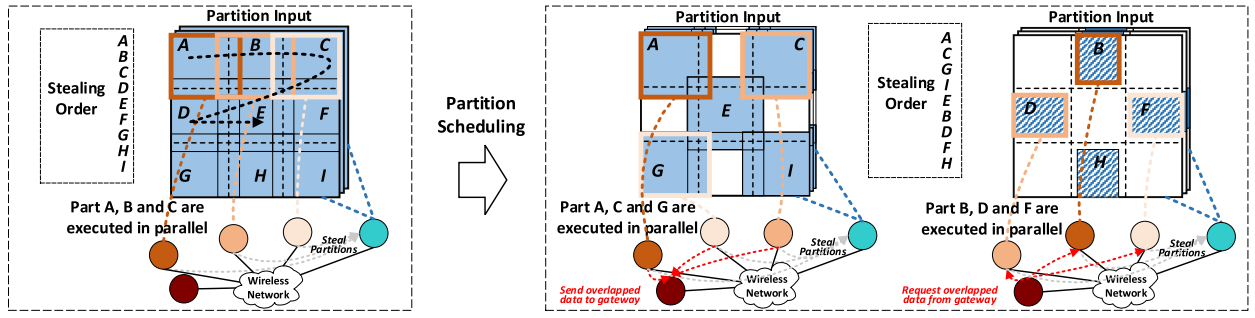 Partition Input
Stealing
Order
A
B
C
D
E
F
G
H
I
A
B
C
D
E
F
G
H
I
Part A, B and C are
executed in parallel
Steal
Partitions
Wireless
Network
Partition
Scheduling
Partition Input
A
C
E
G
I
Part A, C and G are
executed in parallel
Steal
Partitions
Wireless
Network
Send overlapped
data to gateway
Stealing
Order
A
C
G
I
E
B
D
F
H
Partition Input
B
D
F
H
Part B, D and F are
executed in parallel
Steal
Partitions
Wireless
Network
Request overlapped
data from gateway